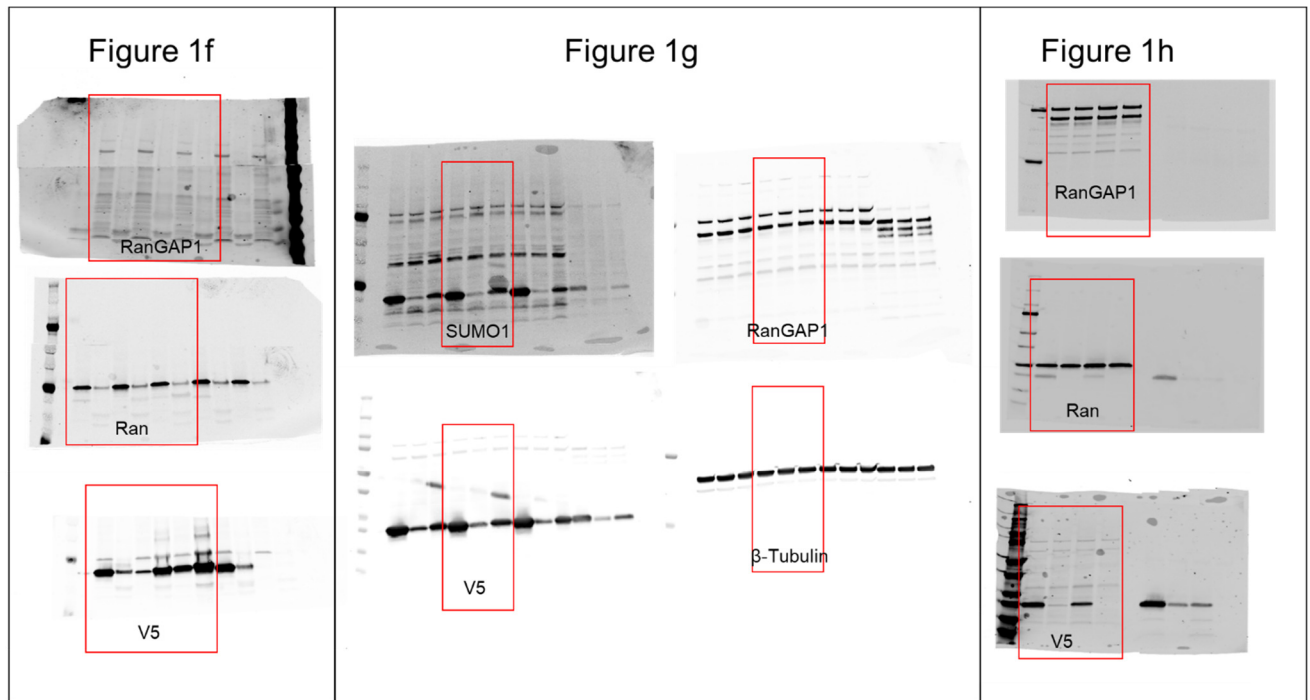 Figure 1f
RanGAP1
Ran
V5
Figure 1g
SUMO1
RanGAP1
V5
β-Tubulin
Figure 1h
RanGAP1
Ran
V5